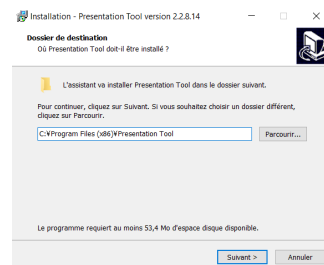 Installation - Presentation Tool version 2.2.8.14
Dossier de destination
Où Presentation Tool doit-il être installé ?
L'assistant va installer Presentation Tool dans le dossier suivant.
Pour continuer, cliquez sur Suivant. Si vous souhaitez choisir un dossier différent,
cliquez sur Parcourir.
C:¥Program Files (x86)¥Presentation Tool
Parcourir...
Le programme requiert au moins 53,4 Mo d'espace disque disponible.
Suivant >
Annuler